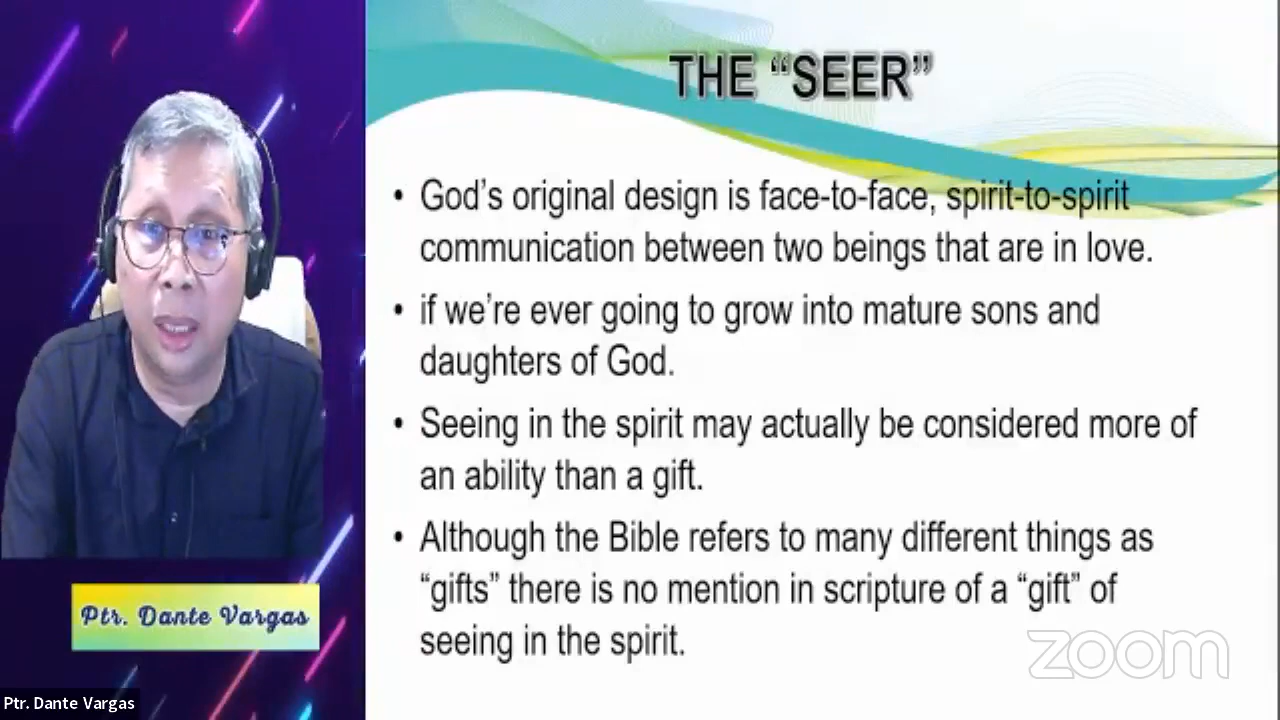 THE “SEER”
• God’s original design is face-to-face, spirit-to-spirit
communication between two beings that are in love.
• if we’re ever going to grow into mature sons and
daughters of God.
• Seeing in the spirit may actually be considered more of
an ability than a gift.
• Although the Bible refers to many different things as
“gifts” there is no mention in scripture of a “gift” of
seeing in the spirit.
Ptr. Dante Vargas
Ptr. Dante Vargas
zoom